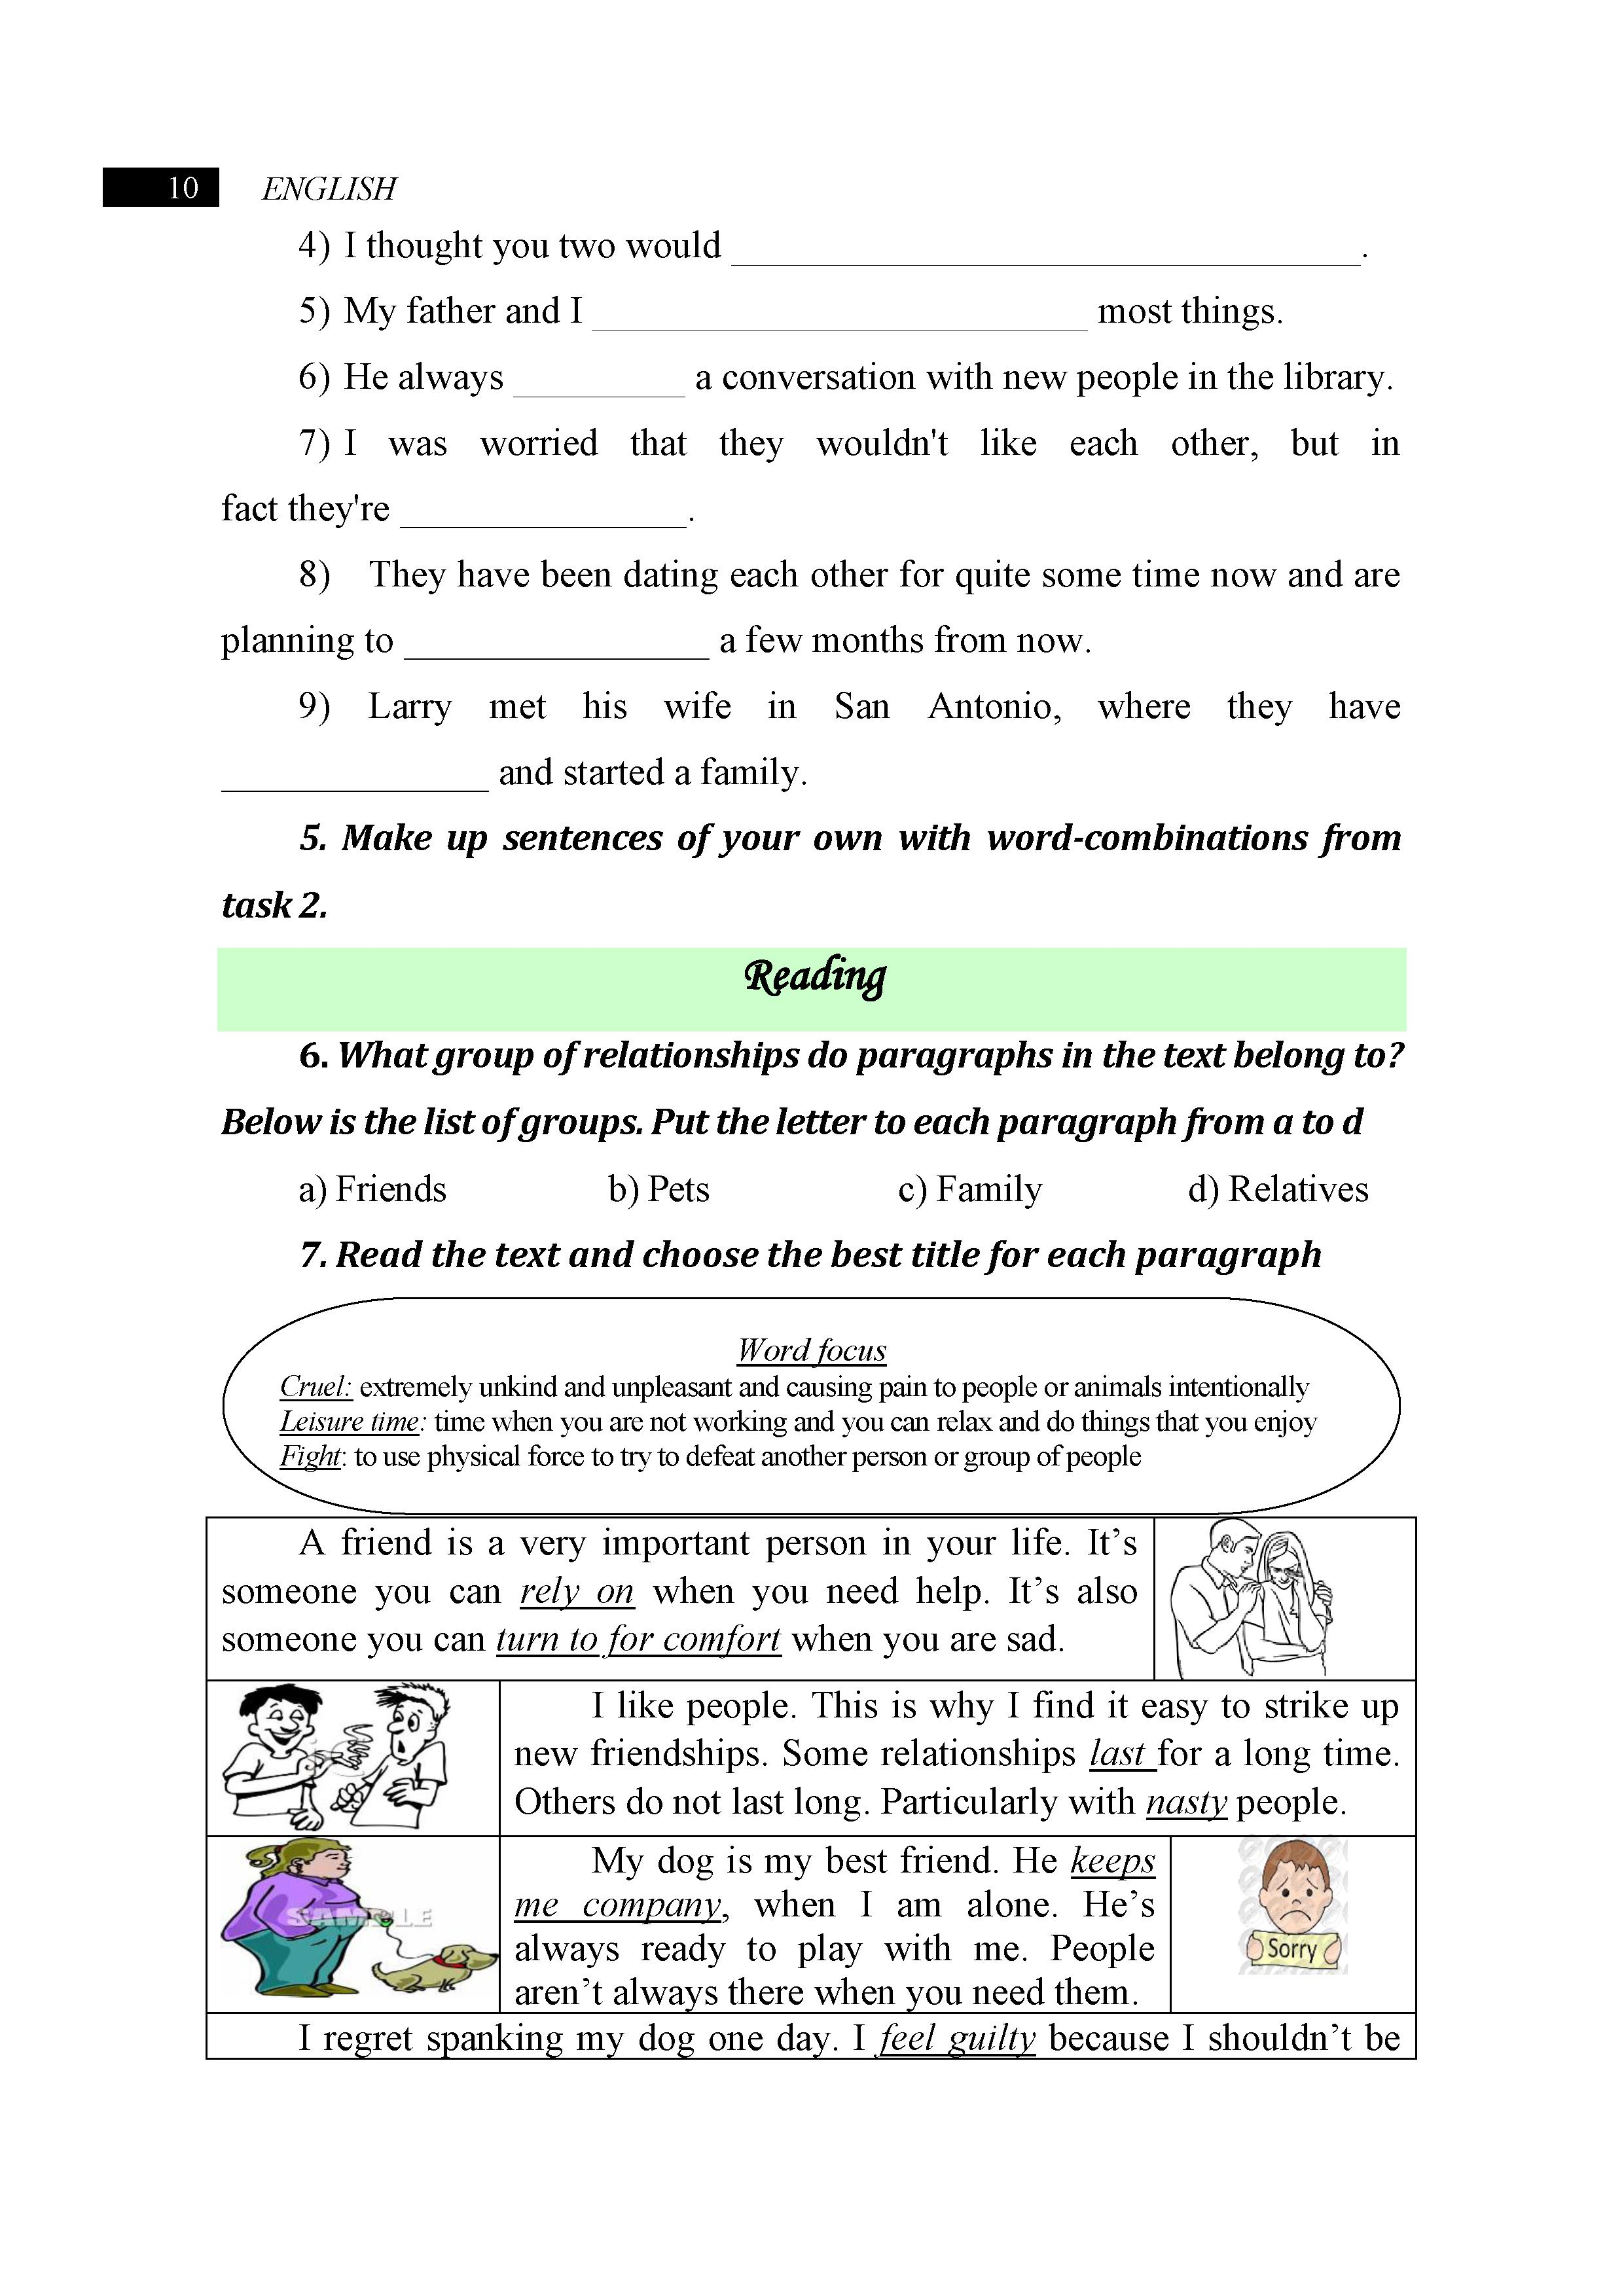 10 ENGLISH
4) I thought you two would ________________________________.
5) My father and I _________________________ most things.
6) He always _________ a conversation with new people in the library.
7) I was worried that they wouldn't like each other, but in
fact they're _______________.
8) They have been dating each other for quite some time now and are
planning to ________________ a few months from now.
9) Larry met his wife in San Antonio, where they have
______________ and started a family.
5. Make up sentences of your own with word-combinations from
task 2.
Reading
6. What group of relationships do paragraphs in the text belong to?
Below is the list of groups. Put the letter to each paragraph from a to d
a) Friends b) Pets c) Family d) Relatives
7. Read the text and choose the best title for each paragraph
Word focus
Cruel: extremely unkind and unpleasant and causing pain to people or animals intentionally
Leisure time: time when you are not working and you can relax and do things that you enjoy
Fight: to use physical force to try to defeat another person or group of people
A friend is a very important person in your life. It’s
someone you can rely on when you need help. It’s also
someone you can turn to for comfort when you are sad.
I like people. This is why I find it easy to strike up
new friendships. Some relationships last for a long time.
Others do not last long. Particularly with nasty people.
SAMPLE
My dog is my best friend. He keeps
me company, when I am alone. He’s
always ready to play with me. People
aren’t always there when you need them.
Sorry
I regret spanking my dog one day. I feel guilty because I shouldn’t be